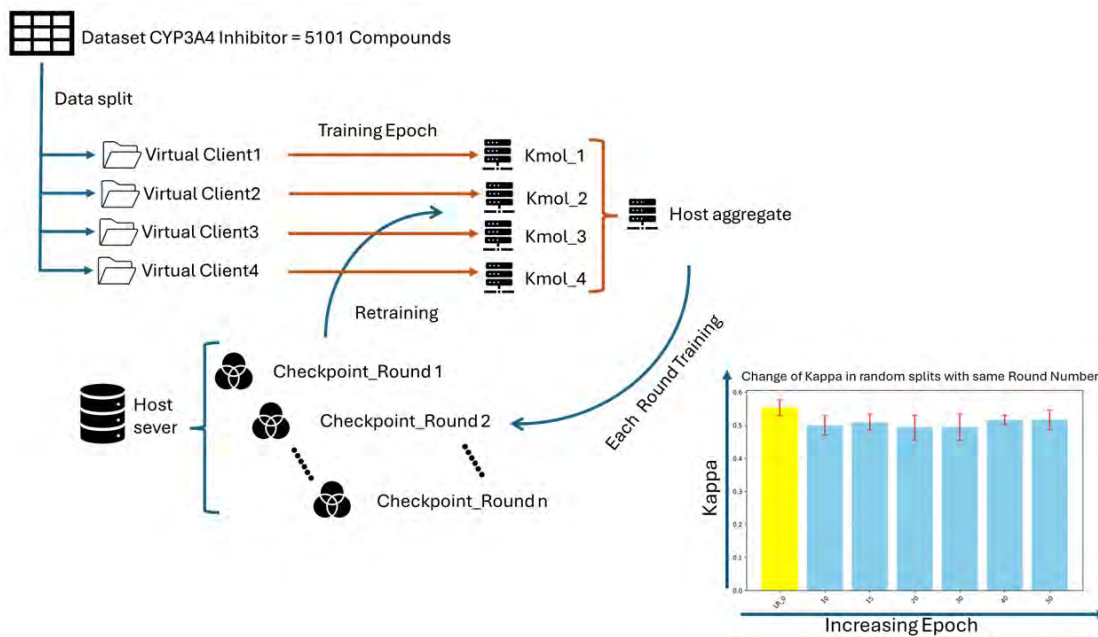 Dataset CYP3A4 Inhibitor = 5101 Compounds
Data split
Training Epoch
Virtual Client1
Kmol_1
Virtual Client2
Kmol_2
Host aggregate
Virtual Client3
Kmol_3
Virtual Client4
Kmol_4
Retraining
Each Round Training
Host
sever
Checkpoint_Round 1
Checkpoint_Round 2
Checkpoint_Round n
Change of Kappa in random splits with same Round Number
Kappa
0.6
0.5
0.4
0.3
0.2
0.1
0.0
LR_0
10
15
20
30
40
50
Increasing Epoch